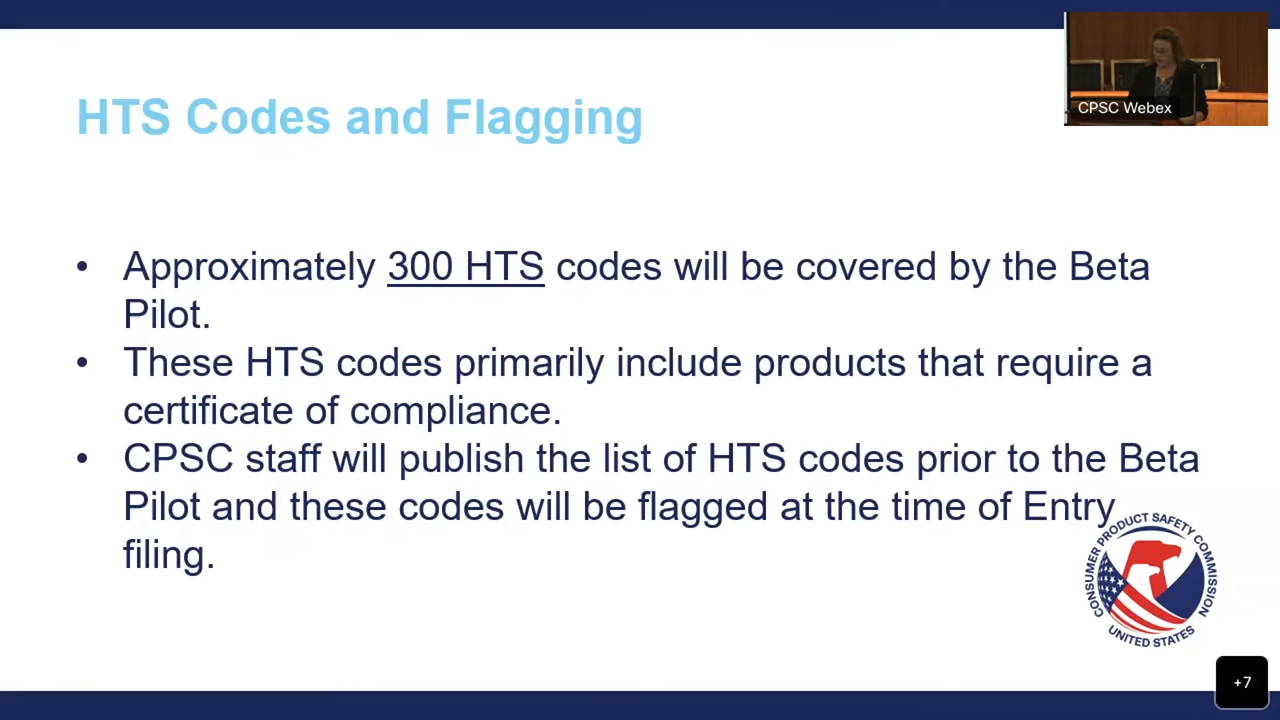 CPSC Webex
HTS Codes and Flagging
• Approximately 300 HTS codes will be covered by the Beta
Pilot.
• These HTS codes primarily include products that require a
certificate of compliance.
• CPSC staff will publish the list of HTS codes prior to the Beta
Pilot and these codes will be flagged at the time of Entry
filing.
CONSUMER PRODUCT SAFETY COMMISSION
UNITED STATES
+7